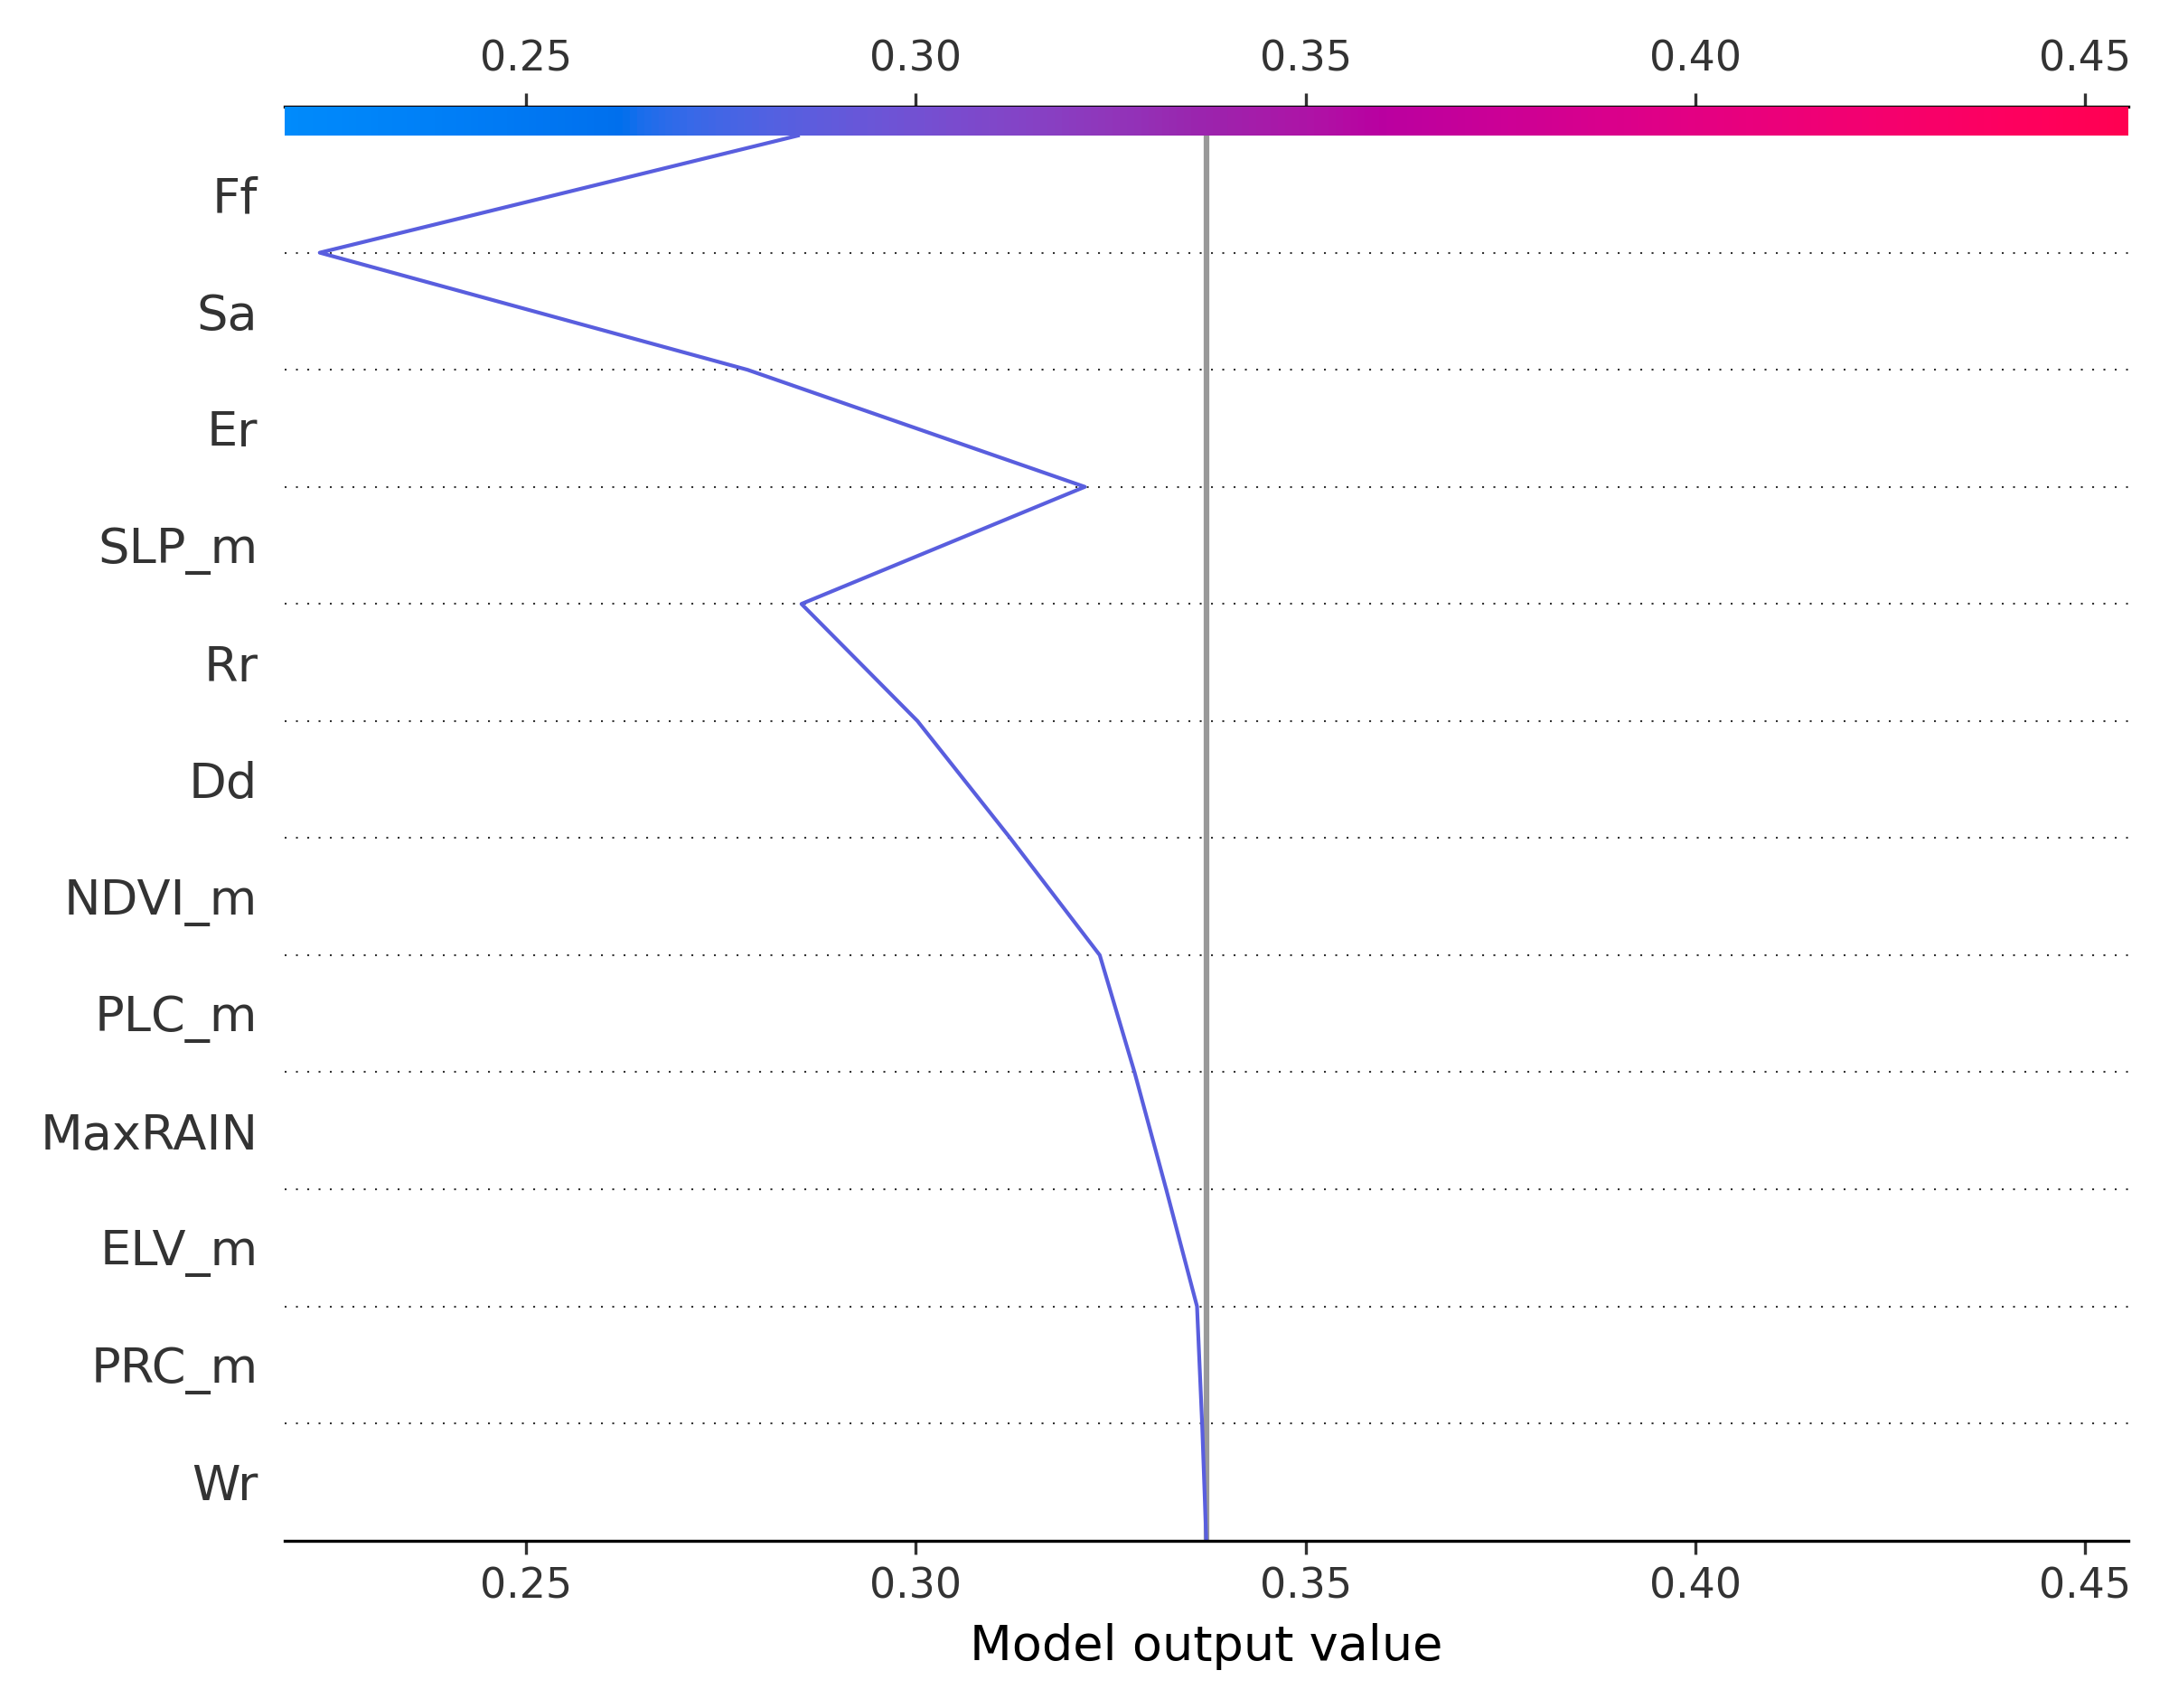 0.25 0.30 0.35 0.40 0.45
Ff
Sa
Er
SLP_m
Rr
Dd
NDVI_m
PLC_m
MaxRAIN
ELV_m
PRC_m
Wr
0.25 0.30 0.35 0.40 0.45
Model output value